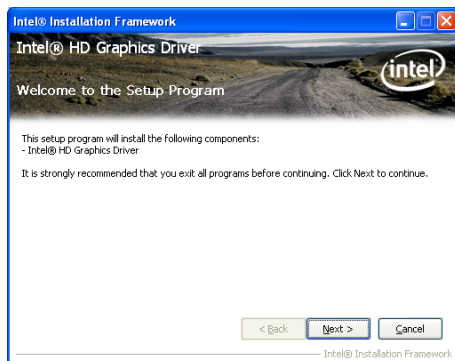 Intel® Installation Framework
Intel® HD Graphics Driver
intel
Welcome to the Setup Program
This setup program will install the following components:
- Intel® HD Graphics Driver
It is strongly recommended that you exit all programs before continuing. Click Next to continue.
< Back Next > Cancel
Intel® Installation Framework